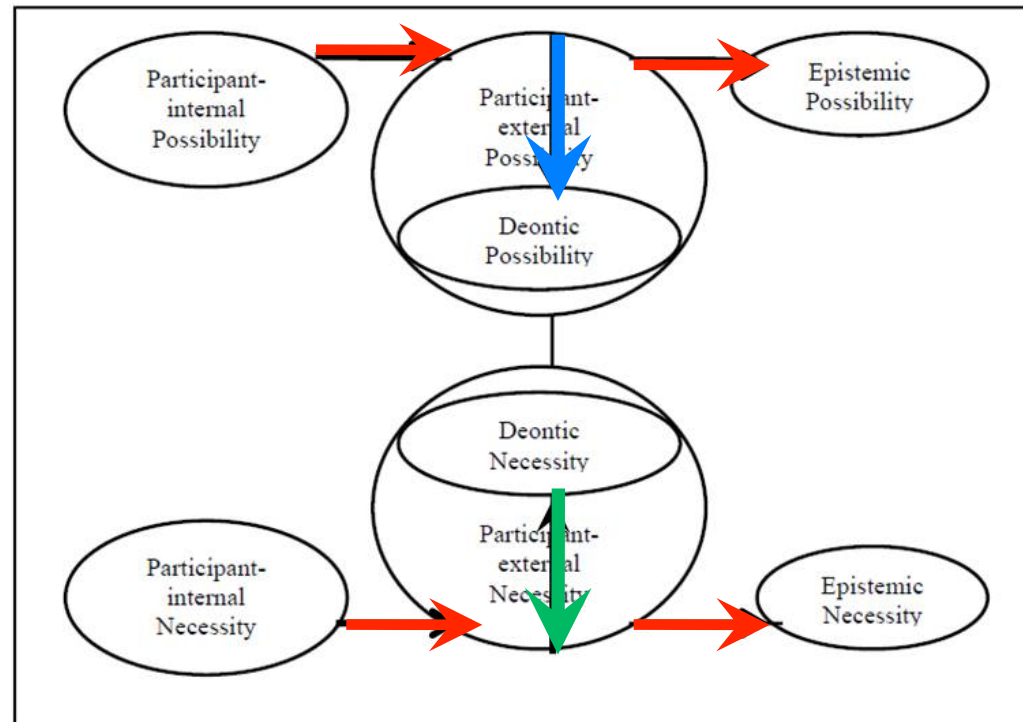 Participant-
internal
Possibility
Participant-
external
Possibility
Deontic
Possibility
Epistemic
Possibility
Deontic
Necessity
Participant-
external
Necessity
Participant-
internal
Necessity
Epistemic
Necessity